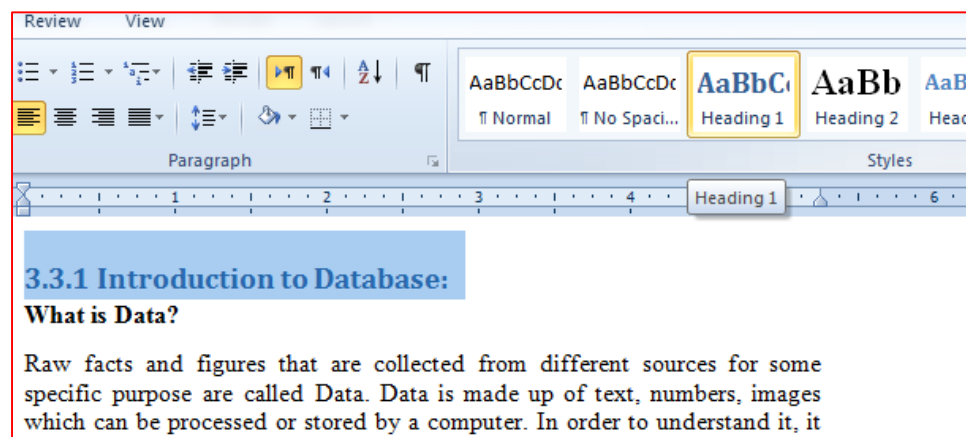 Review View
AaBbCcDc AaBbCcDc AaBbC AaBb AaB
¶ Normal ¶ No Spaci... Heading 1 Heading 2 Head
Paragraph Styles
1 2 3 4 Heading 1 6
3.3.1 Introduction to Database:
What is Data?
Raw facts and figures that are collected from different sources for some
specific purpose are called Data. Data is made up of text, numbers, images
which can be processed or stored by a computer. In order to understand it, it